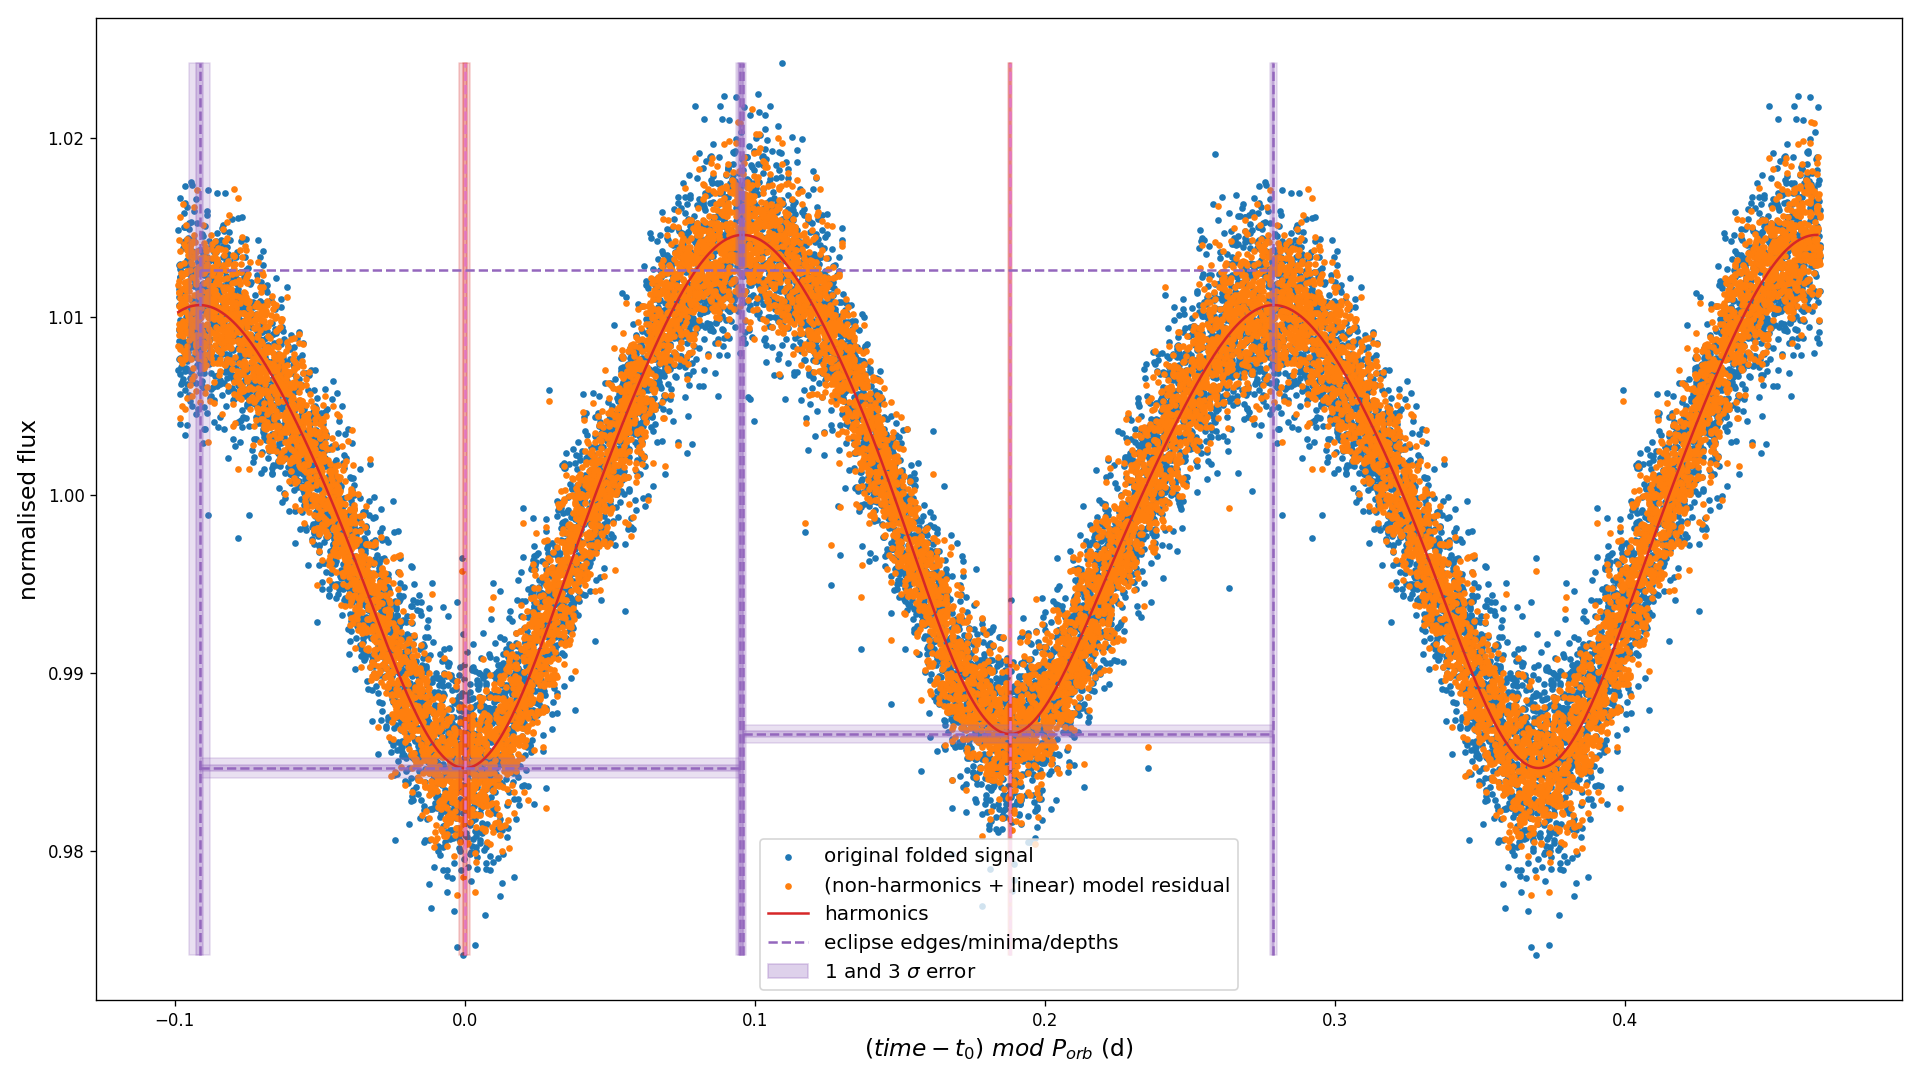 1.02
1.01
1.00
0.99
0.98
normalised flux
original folded signal
(non-harmonics + linear) model residual
harmonics
eclipse edges/minima/depths
1 and 3 σ error
−0.1 0.0 0.1 0.2 0.3 0.4
(time − t₀) mod Pₒᵣᵦ (d)